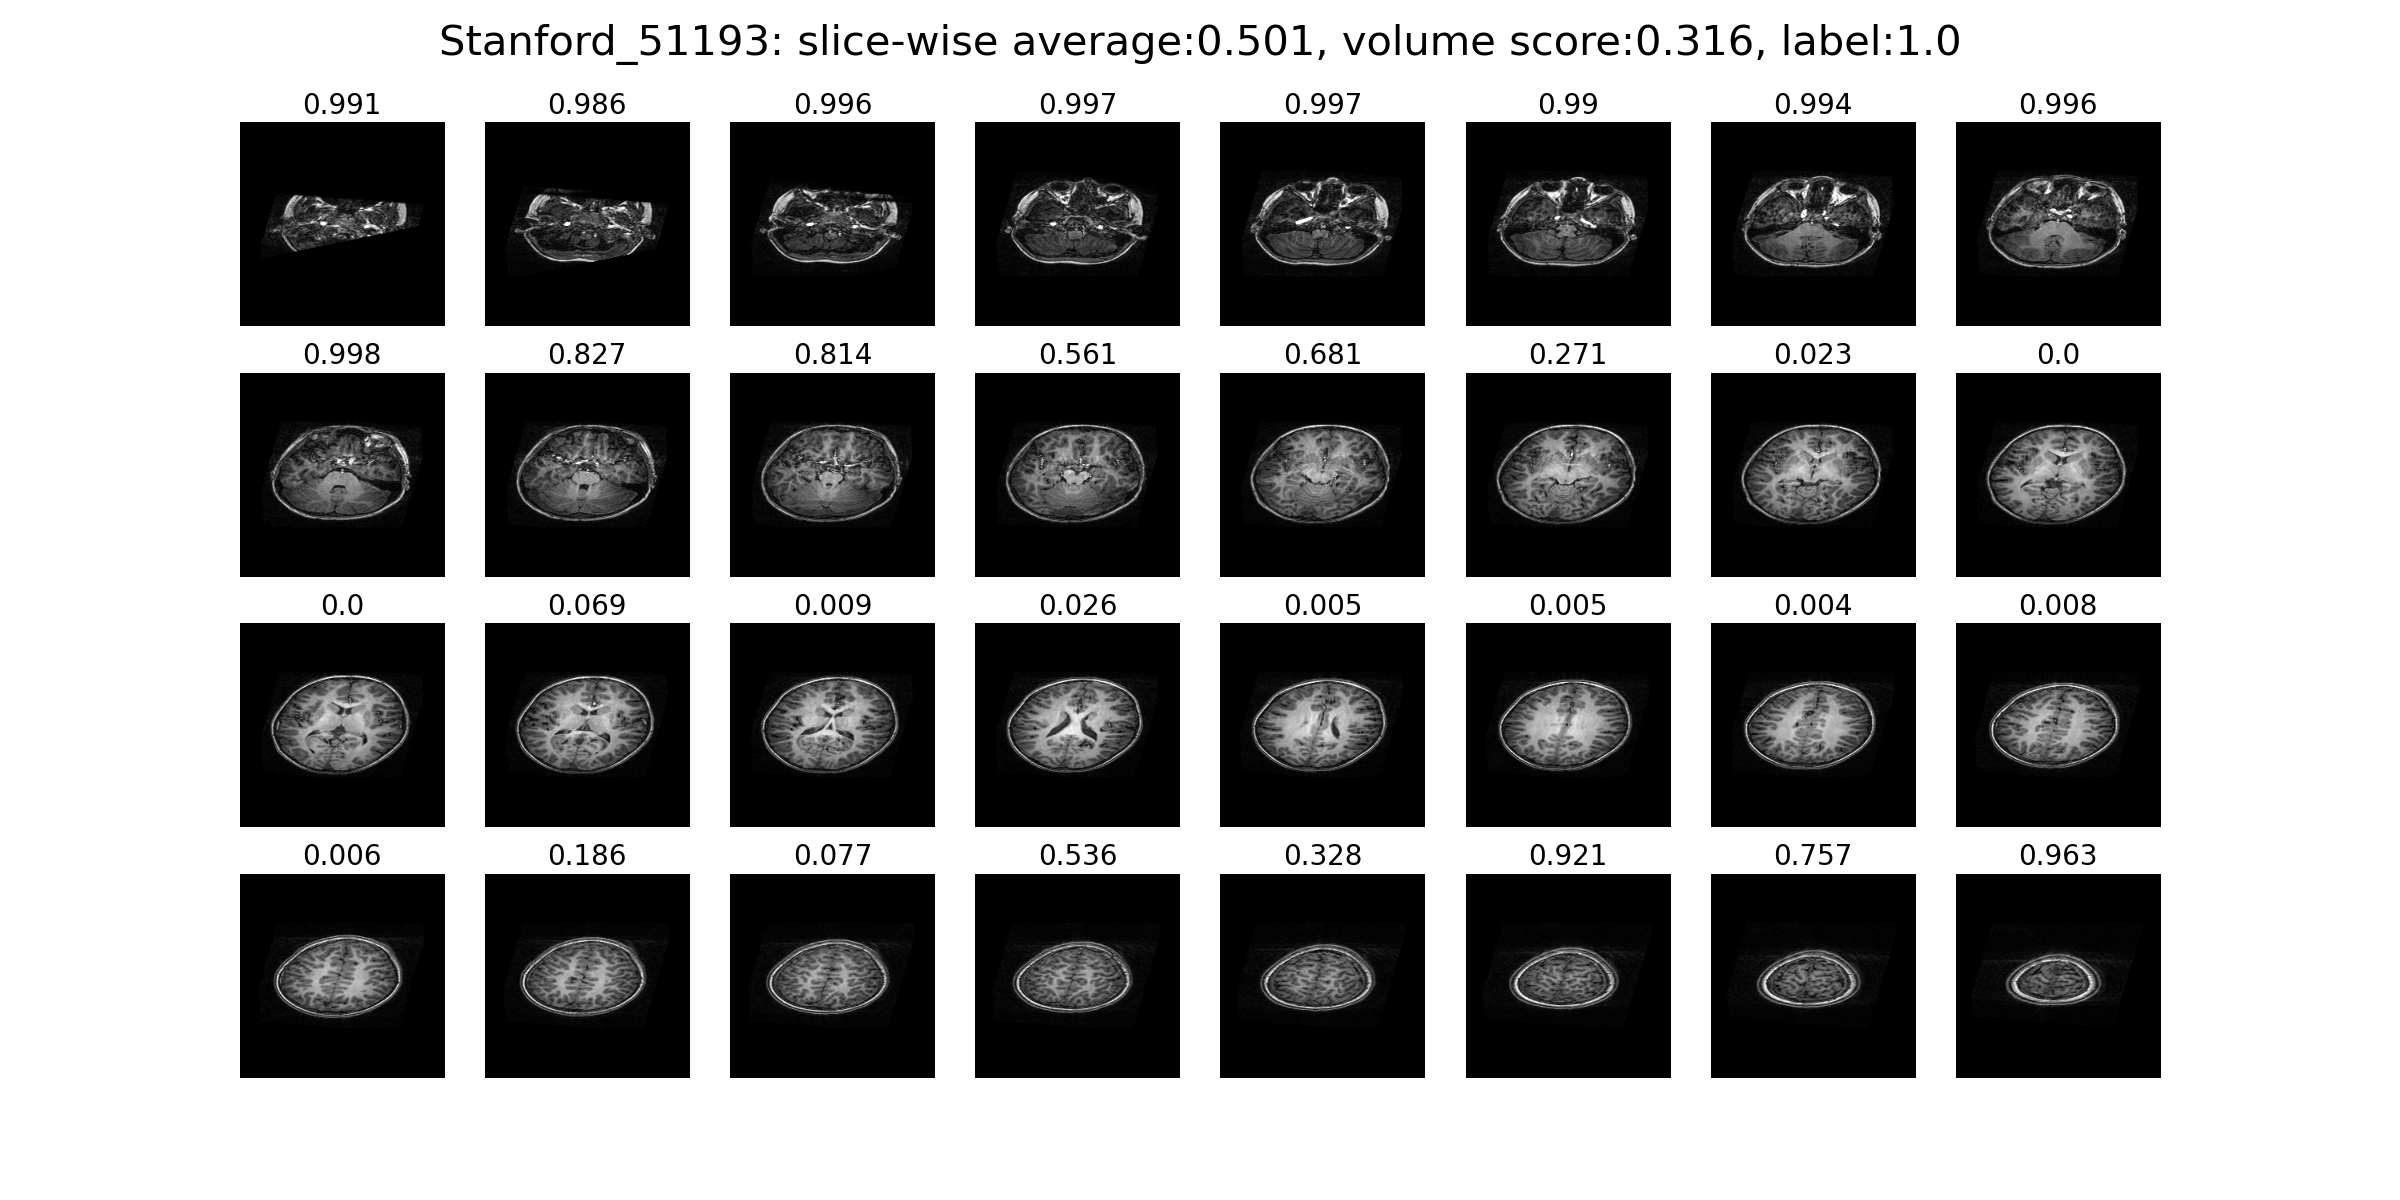 Stanford_51193: slice-wise average:0.501, volume score:0.316, label:1.0
0.991 0.986 0.996 0.997 0.997 0.99 0.994 0.996
0.998 0.827 0.814 0.561 0.681 0.271 0.023 0.0
0.0 0.069 0.009 0.026 0.005 0.005 0.004 0.008
0.006 0.186 0.077 0.536 0.328 0.921 0.757 0.963